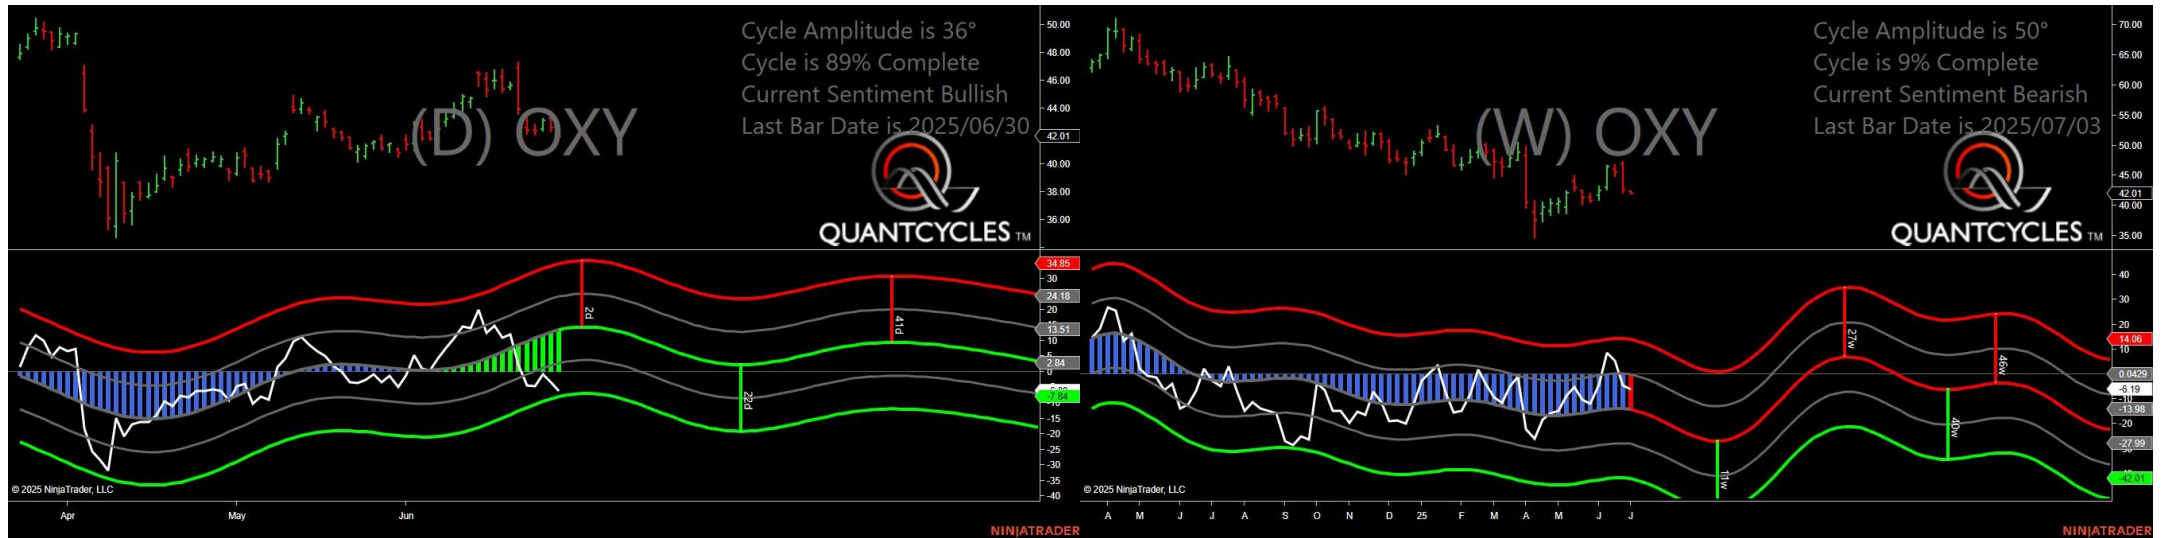 Cycle Amplitude is 36°
Cycle is 89% Complete
Current Sentiment Bullish
Last Bar Date is 2025/06/30
(D) OXY
QUANTCYCLES TM
50.00
48.00
46.00
44.00
42.01
40.00
38.00
36.00
34.85
30
24.18
20
13.51
10
5
2.84
0
-7.84
-15
-20
-25
-30
-35
-40
2d
22d
41d
© 2025 NinjaTrader, LLC
Apr May Jun
NINJATRADER
Cycle Amplitude is 50°
Cycle is 9% Complete
Current Sentiment Bearish
Last Bar Date is 2025/07/03
(W) OXY
QUANTCYCLES TM
70.00
65.00
60.00
55.00
50.00
45.00
42.01
40.00
35.00
40
30
20
14.06
10
0.0429
-6.19
-10
-13.98
-20
-27.99
-42.01
11w
27w
40w
46w
© 2025 NinjaTrader, LLC
A M J J A S O N D 25 F M A M J J
NINJATRADER